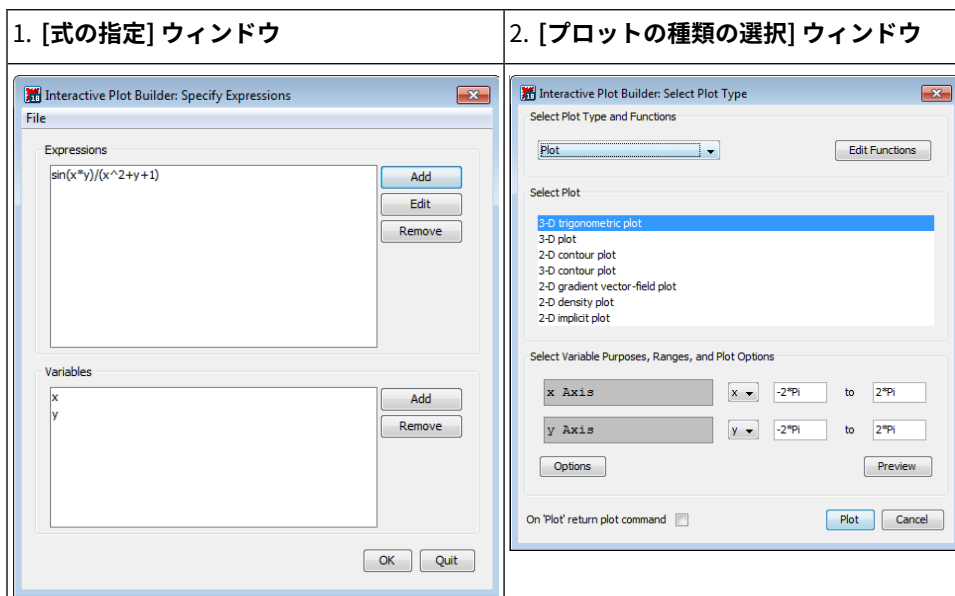 1. [式の指定] ウィンドウ
2. [プロットの種類の選択] ウィンドウ
Interactive Plot Builder: Specify Expressions
File
Expressions
sin(x*y)/(x^2+y+1)
Add
Edit
Remove
Variables
x
y
Add
Remove
OK
Quit
Interactive Plot Builder: Select Plot Type
Select Plot Type and Functions
Plot
Edit Functions
Select Plot
3-D trigonometric plot
3-D plot
2-D contour plot
3-D contour plot
2-D gradient vector-field plot
2-D density plot
2-D implicit plot
Select Variable Purposes, Ranges, and Plot Options
x Axis x -2*Pi to 2*Pi
y Axis y -2*Pi to 2*Pi
Options
Preview
On 'Plot' return plot command
Plot
Cancel